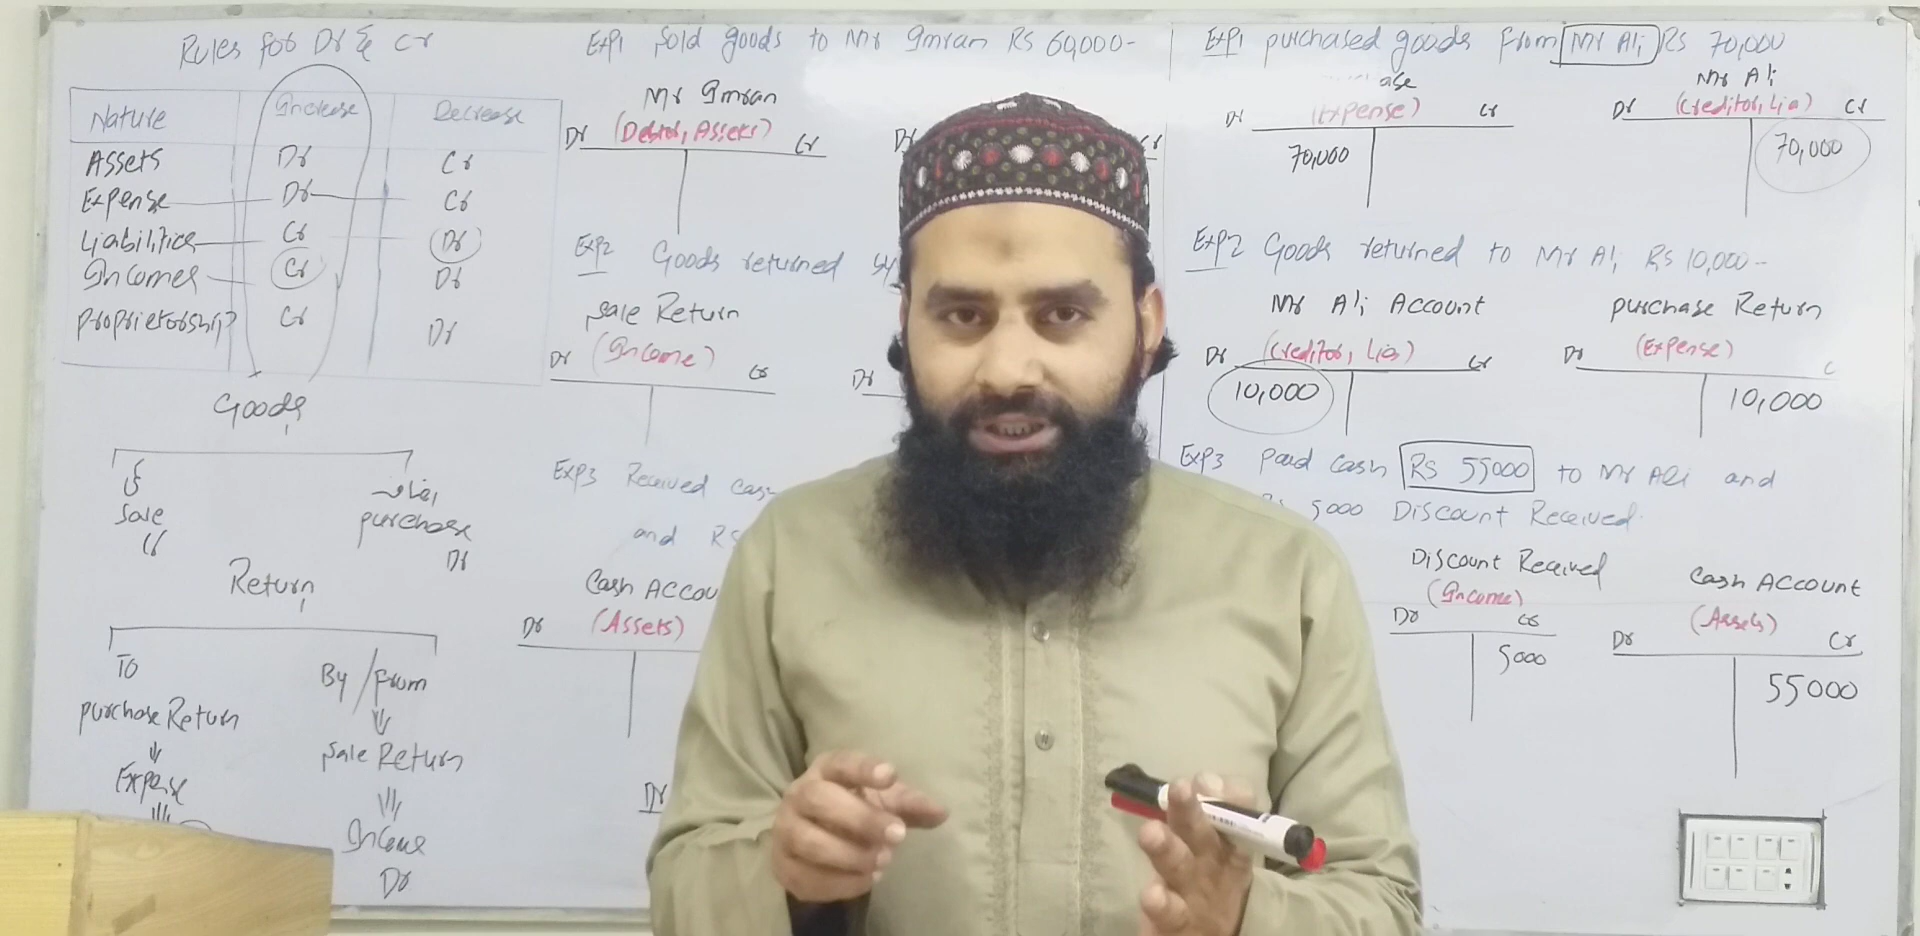 Rules for Dr & Cr
Nature Increase Decrease
Assets Dr Cr
Expense Dr Cr
Liabilities Cr Dr
Incomes Cr Dr
Proprietorship Cr Dr
Goods
Sale
Cr
purchase
Dr
Return
To
purchase Return
Expense
By / From
Sale Return
Income
Dr
Exp1 Sold goods to Mr Imran Rs 60,000-
Mr Imran
Dr (Debtor, Assets) Cr
Dr Cr
Exp2 Goods returned by
Sale Return
Dr (Income) Cr
Dr
Exp3 Received Cash
and Rs
Cash Accou
Dr (Assets)
Dr
Exp1 purchased goods from Mr Ali Rs 70,000
Dr (Expense) Cr
70,000
Mr Ali
Dr (creditor, Lia) Cr
70,000
Exp2 Goods returned to Mr Ali Rs 10,000-
Mr Ali Account
Dr (creditor, Lia) Cr
10,000
purchase Return
Dr (Expense) C
10,000
Exp3 Paid Cash Rs 55000 to Mr Ali and
5000 Discount Received.
Discount Received
(Income)
Dr Cr
5000
Cash Account
(Assets)
Dr Cr
55000